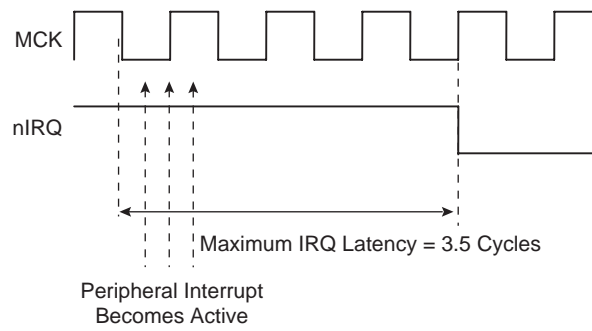 MCK
nIRQ
Maximum IRQ Latency = 3.5 Cycles
Peripheral Interrupt
Becomes Active